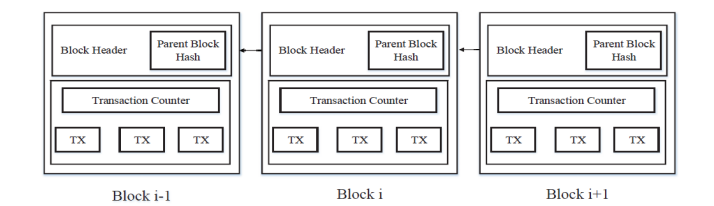 Block Header
Parent Block
Hash
Transaction Counter
TX TX TX
Block i-1
Block Header
Parent Block
Hash
Transaction Counter
TX TX TX
Block i
Block Header
Parent Block
Hash
Transaction Counter
TX TX TX
Block i+1